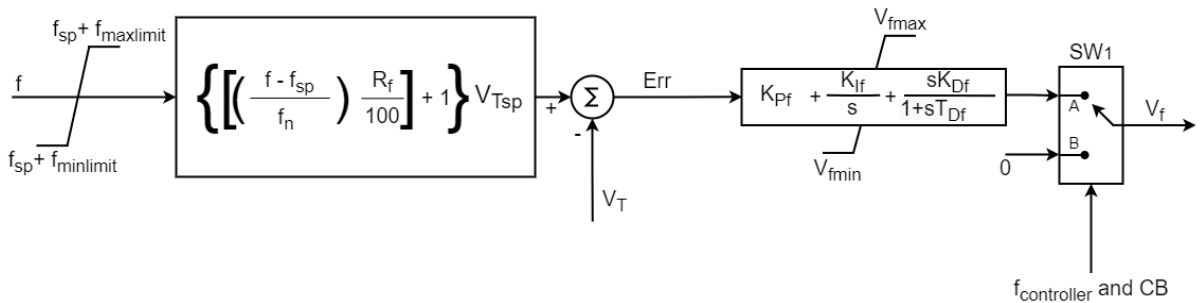 f_sp + f_maxlimit
f
f_sp + f_minlimit
{[( (f - f_sp) / f_n ) R_f / 100] + 1} V_Tsp
Σ
+
-
V_T
Err
V_fmax
K_Pf + K_If / s + sK_Df / 1+sT_Df
V_fmin
SW1
A
B
0
V_f
f_controller and CB